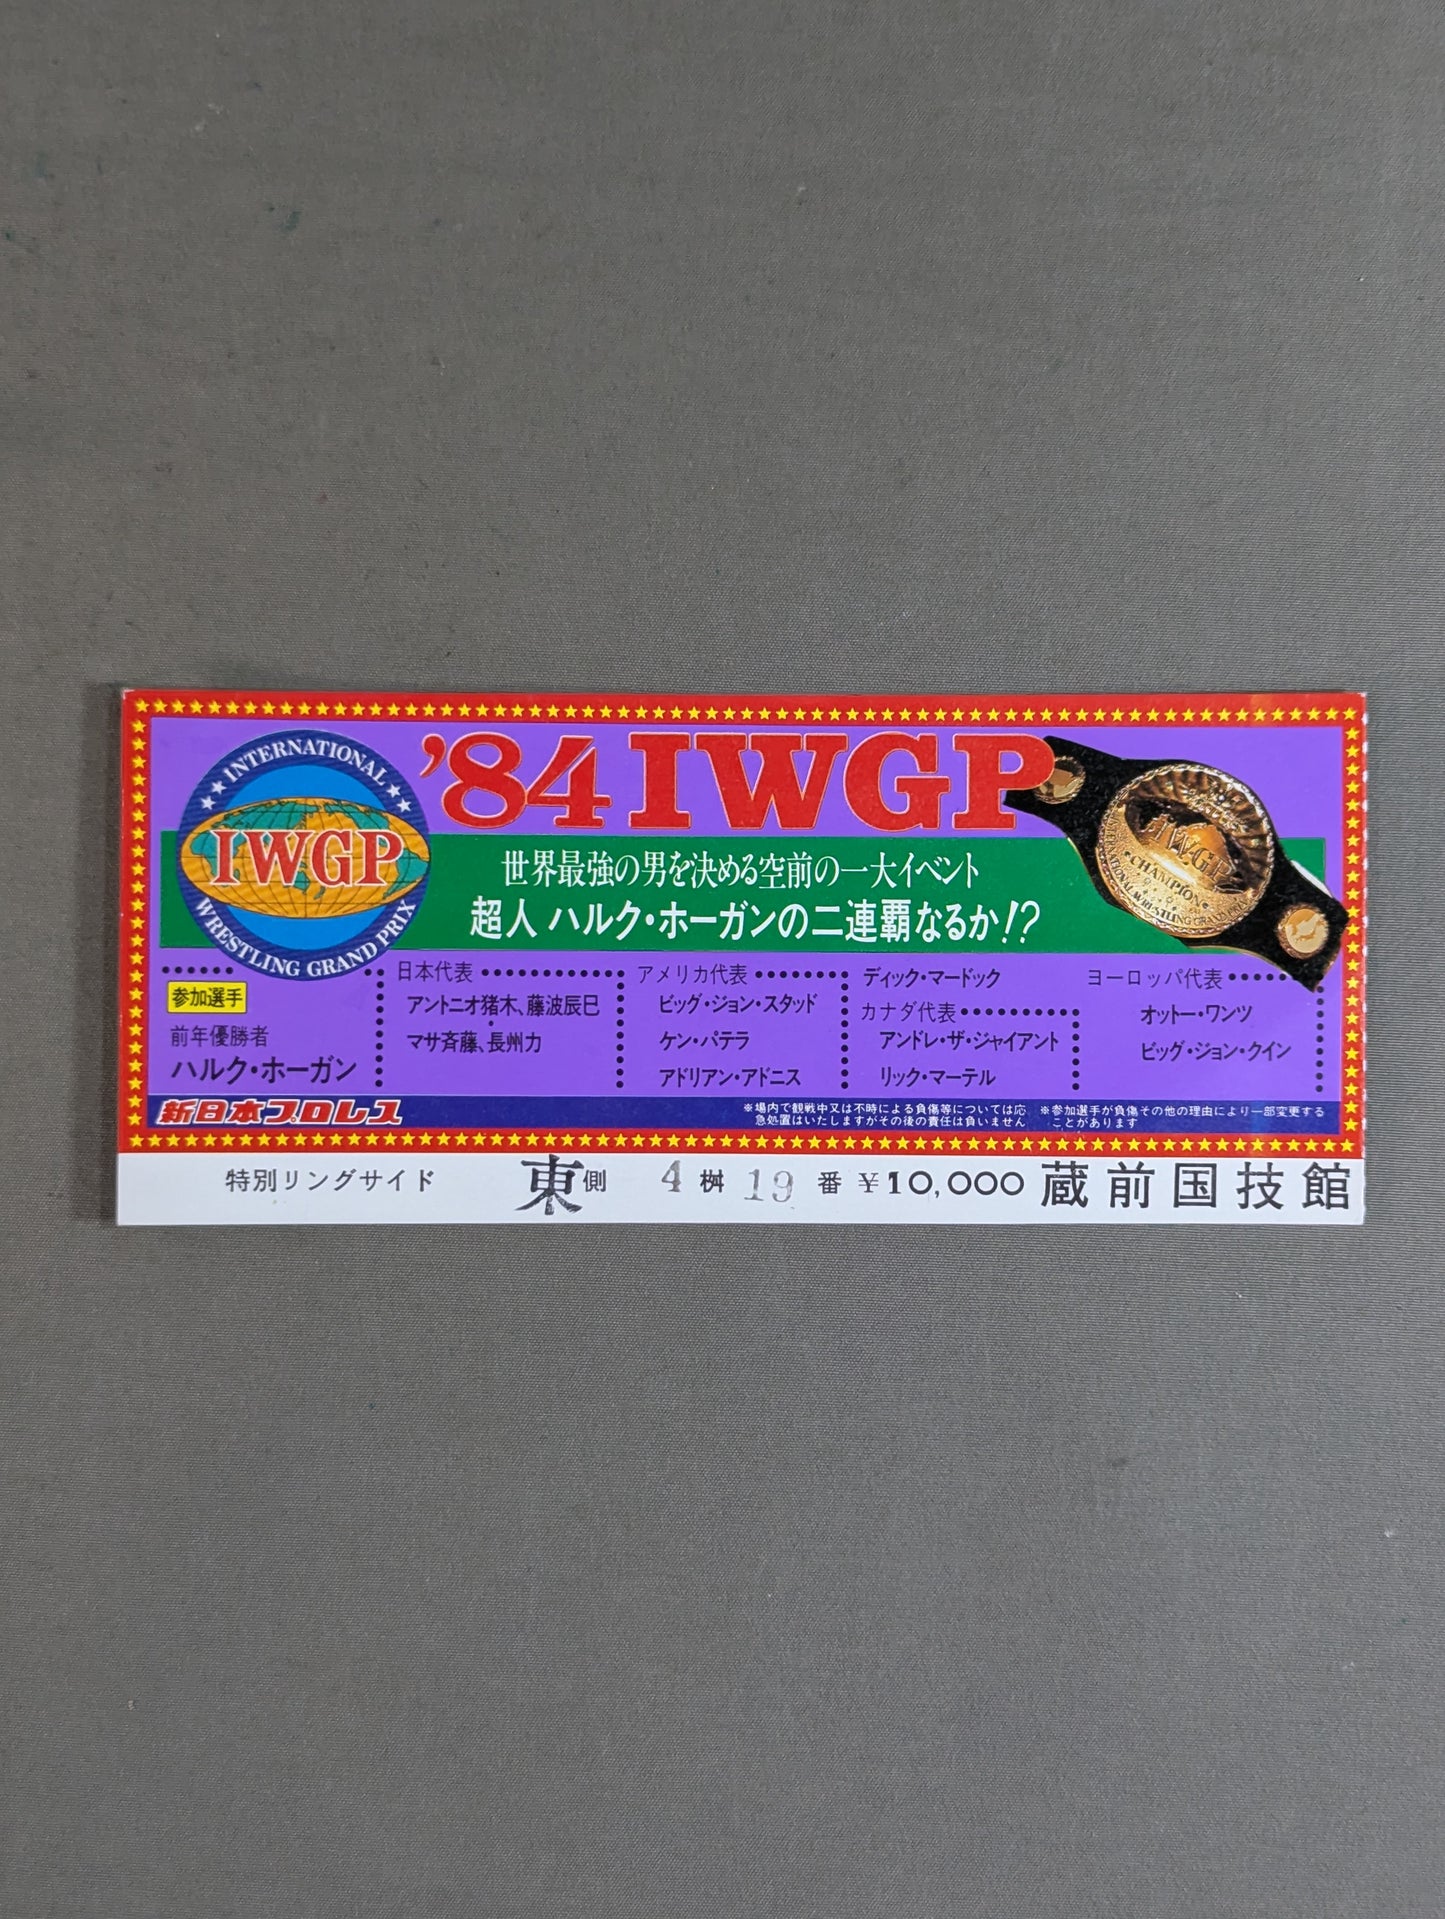 '84 IWGP
INTERNATIONAL
IWGP
WRESTLING GRAND PRIX
世界最強の男を決める空前の一大イベント
超人 ハルク・ホーガンの二連覇なるか!?
IWGP
CHAMPION
INTERNATIONAL WRESTLING GRAND PRIX
参加選手
前年優勝者
ハルク・ホーガン
日本代表
アントニオ猪木、藤波辰巳
マサ斉藤、長州力
アメリカ代表
ビッグ・ジョン・スタッド
ケン・パテラ
アドリアン・アドニス
ディック・マードック
カナダ代表
アンドレ・ザ・ジャイアント
リック・マーテル
ヨーロッパ代表
オットー・ワンツ
ビッグ・ジョン・クイン
新日本プロレス
※場内で観戦中又は不時による負傷等については応
急処置はいたしますがその後の責任は負いません
※参加選手が負傷その他の理由により一部変更する
ことがあります
特別リングサイド 東側 4 桝 19 番 ¥10,000 蔵前国技館